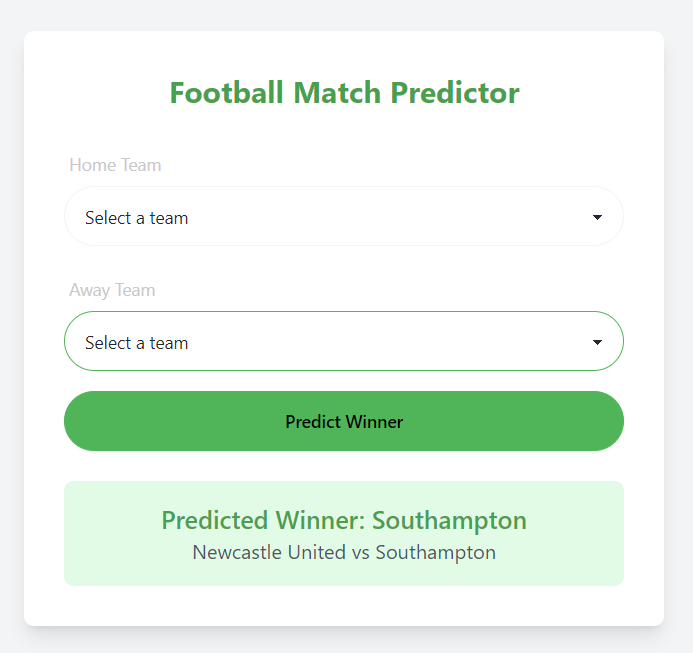 Football Match Predictor
Home Team
Select a team
Away Team
Select a team
Predict Winner
Predicted Winner: Southampton
Newcastle United vs Southampton